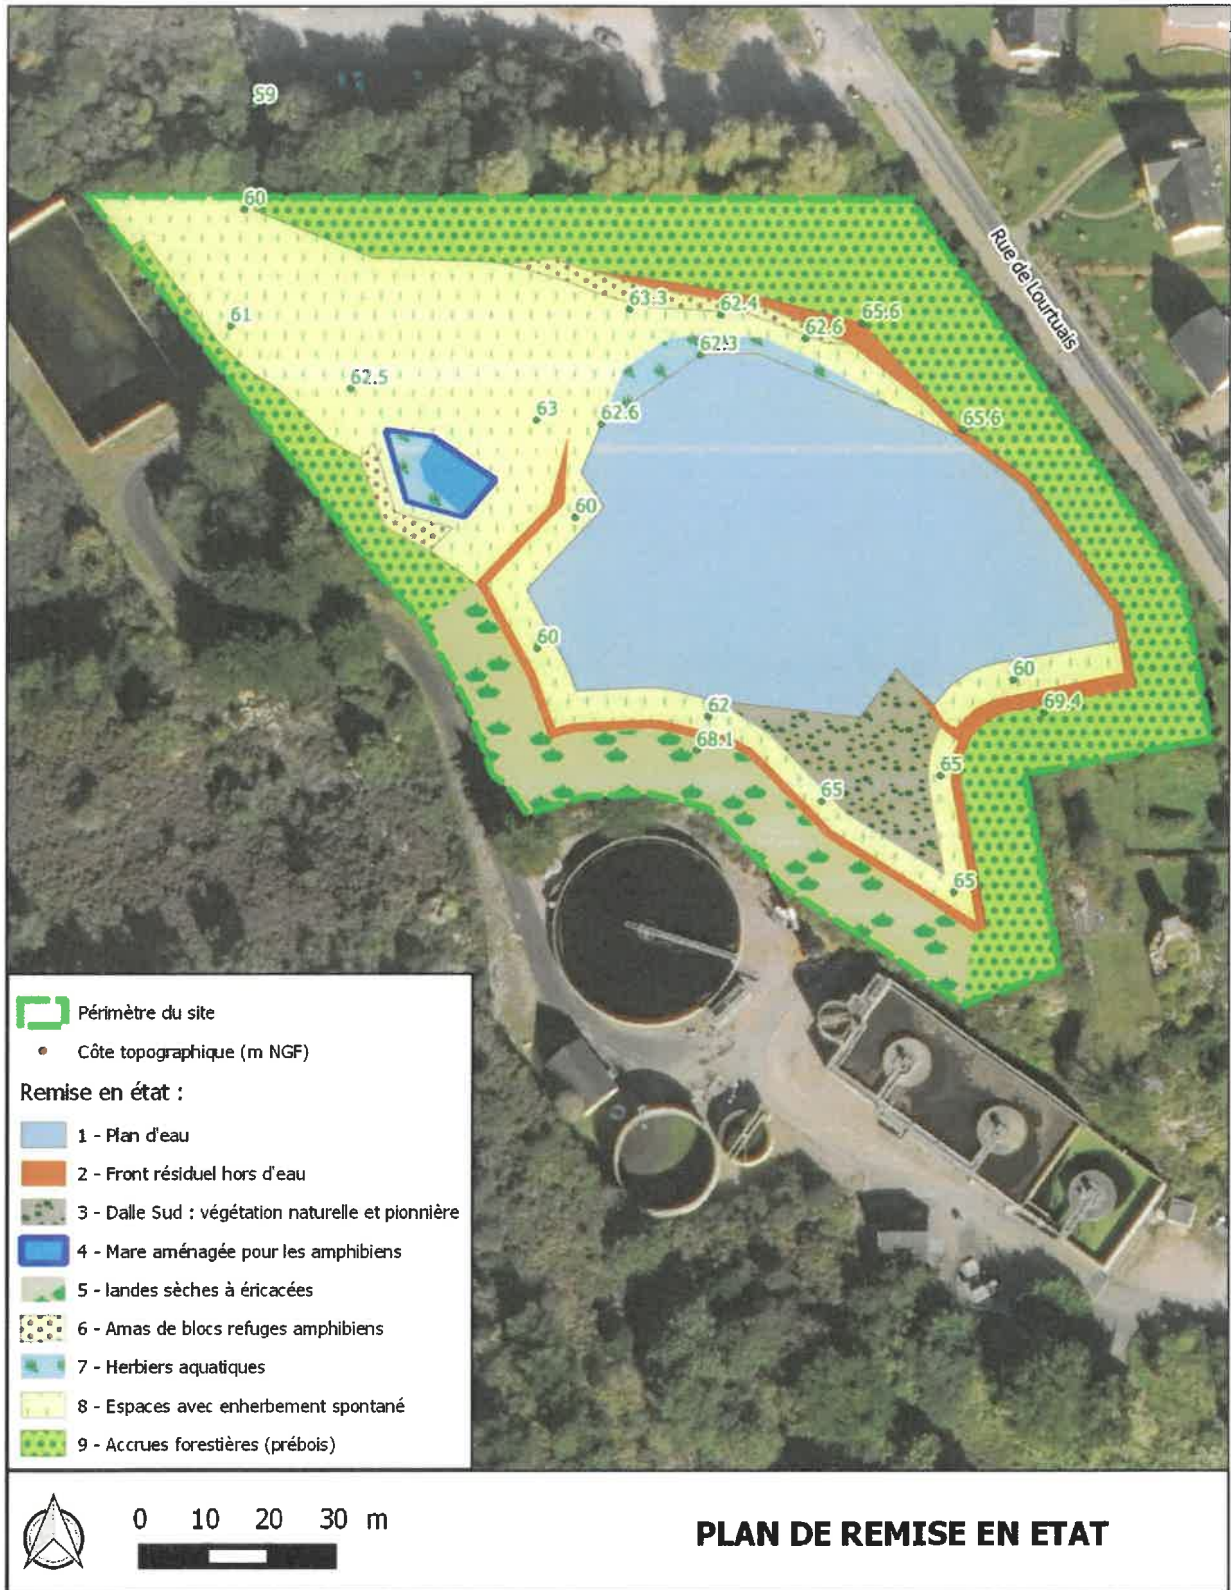 59
60
Rue de Lourtuais
63.3
62.4
65.6
62.6
61
62.3
62.5
63
62.6
65.6
60
60
60
62
69.4
68.1
65
65
65
Périmètre du site
Côte topographique (m NGF)
Remise en état :
1 - Plan d'eau
2 - Front résiduel hors d'eau
3 - Dalle Sud : végétation naturelle et pionnière
4 - Mare aménagée pour les amphibiens
5 - landes sèches à éricacées
6 - Amas de blocs refuges amphibiens
7 - Herbiers aquatiques
8 - Espaces avec enherbement spontané
9 - Accrues forestières (prébois)
0 10 20 30 m
PLAN DE REMISE EN ETAT